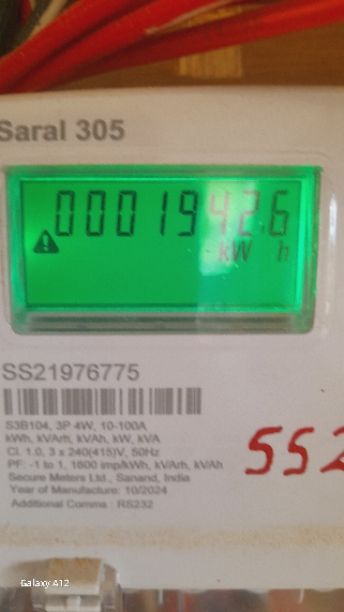 Saral 305
0001942.6
kW h
SS21976775
S3B104, 3P 4W, 10-100A
kWh, kVArh, kVAh, kW, kVA
Cl. 1.0, 3 x 240(415)V, 50Hz
PF: -1 to 1, 1600 imp/kWh, kVArh, kVAh
Secure Meters Ltd., Sanand, India
Year of Manufacture: 10/2024
Additional Comms : RS232
552
Galaxy A12